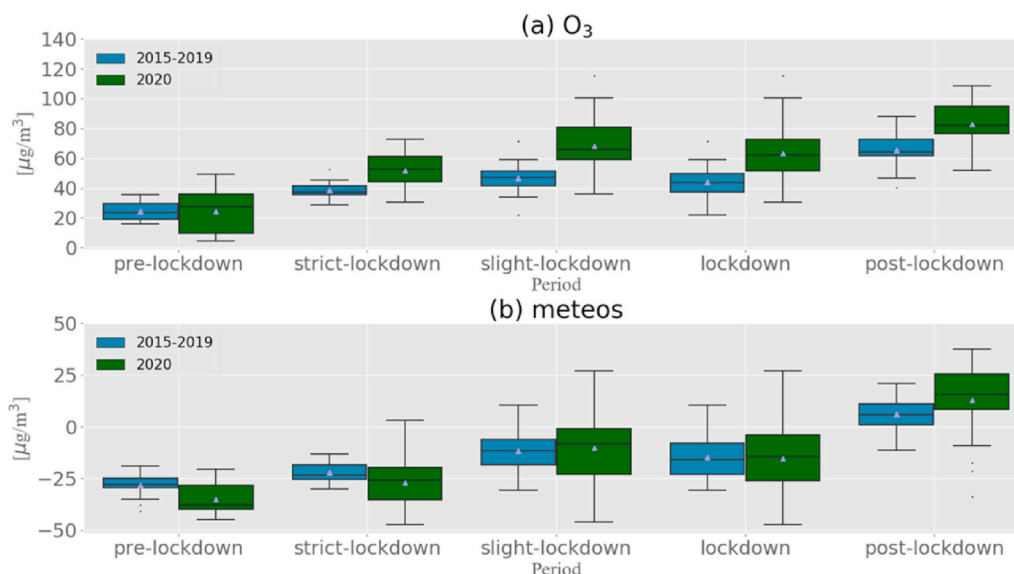 (a) O₃
140
120
100
80
60
40
20
0
[μg/m³]
2015-2019
2020
pre-lockdown strict-lockdown slight-lockdown lockdown post-lockdown
Period
(b) meteos
50
25
0
−25
−50
[μg/m³]
2015-2019
2020
pre-lockdown strict-lockdown slight-lockdown lockdown post-lockdown
Period